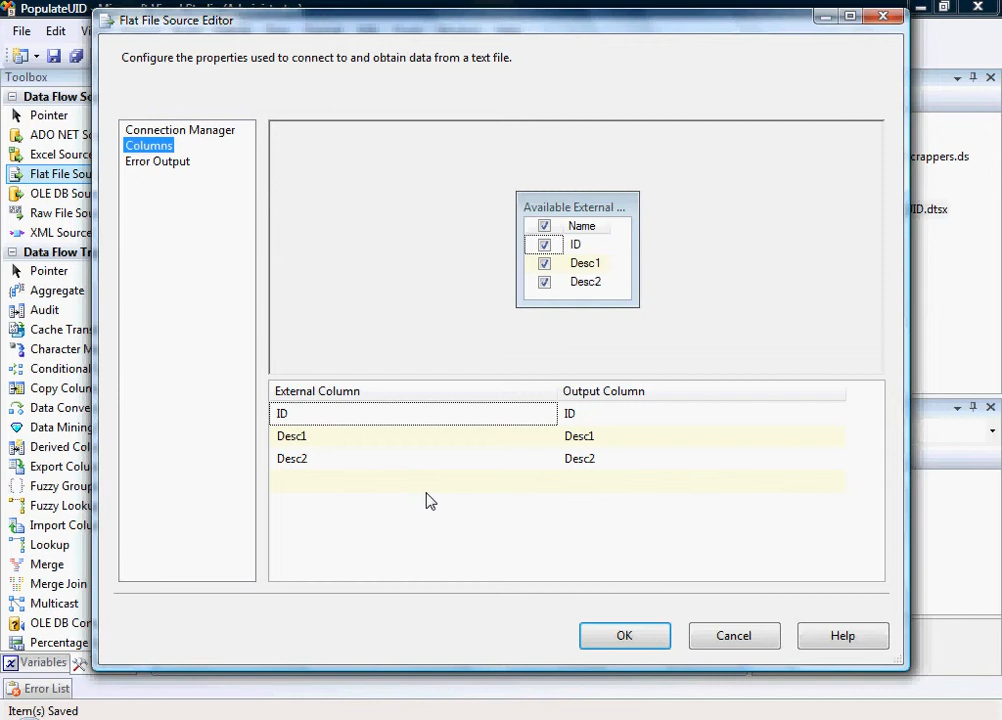 PopulateUID
Flat File Source Editor
File Edit
Configure the properties used to connect to and obtain data from a text file.
Toolbox
Data Flow So
Pointer
ADO NET S
Excel Source
Flat File Sou
OLE DB Sou
Raw File So
XML Source
Data Flow Tr
Pointer
Aggregate
Audit
Cache Trans
Character M
Conditional
Copy Colum
Data Conve
Data Mining
Derived Col
Export Colu
Fuzzy Group
Fuzzy Looku
Import Colu
Lookup
Merge
Merge Join
Multicast
OLE DB Com
Percentage
Variables
Error List
Item(s) Saved
Connection Manager
Columns
Error Output
Available External ...
Name
ID
Desc1
Desc2
External Column Output Column
ID ID
Desc1 Desc1
Desc2 Desc2
OK Cancel Help
crappers.ds
ID.dtsx